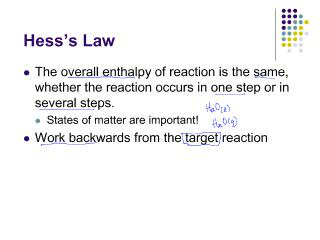 Hess's Law
The overall enthalpy of reaction is the same,
whether the reaction occurs in one step or in
several steps.
H₂O(l)
States of matter are important!
H₂O(g)
Work backwards from the target reaction